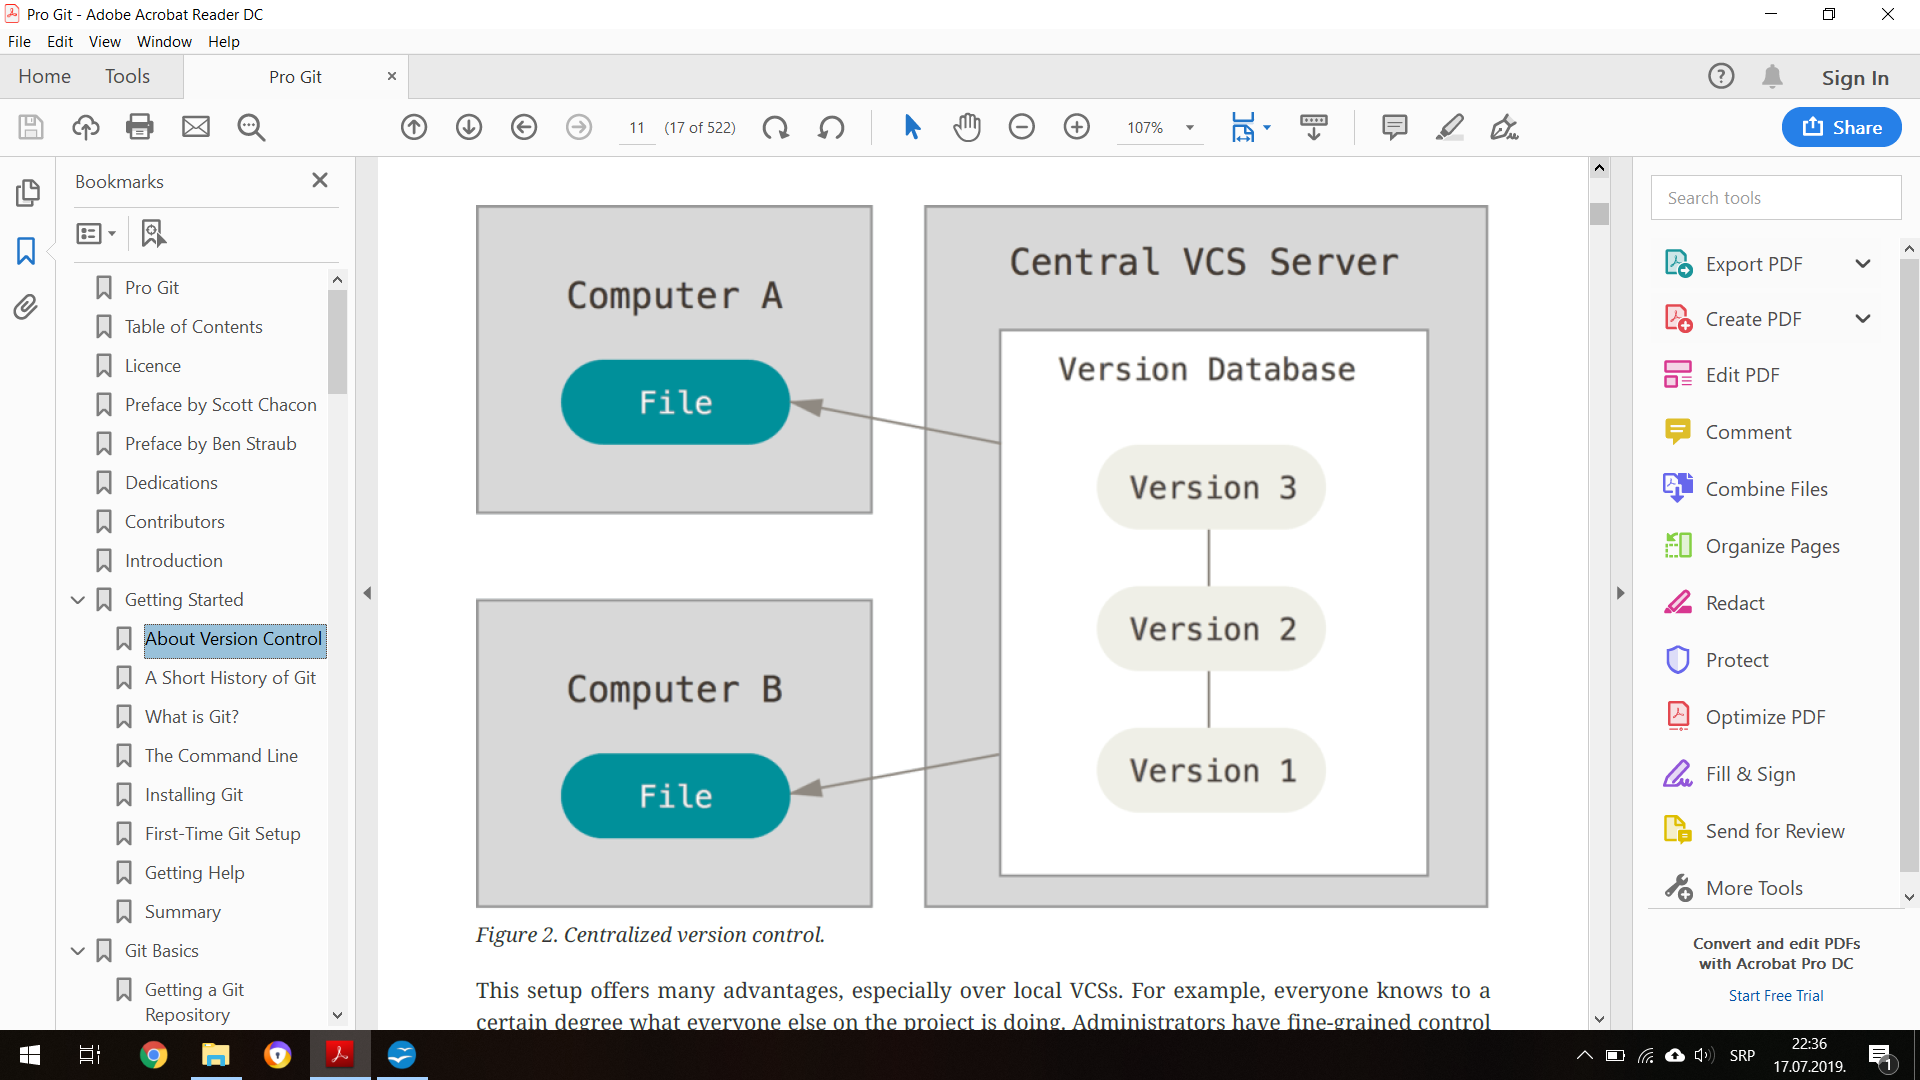 Pro Git - Adobe Acrobat Reader DC
File Edit View Window Help
Home Tools Pro Git Sign In
11 (17 of 522) 107% Share
Bookmarks
Pro Git
Table of Contents
Licence
Preface by Scott Chacon
Preface by Ben Straub
Dedications
Contributors
Introduction
Getting Started
About Version Control
A Short History of Git
What is Git?
The Command Line
Installing Git
First-Time Git Setup
Getting Help
Summary
Git Basics
Getting a Git
Repository
Computer A
File
Computer B
File
Central VCS Server
Version Database
Version 3
Version 2
Version 1
Figure 2. Centralized version control.
This setup offers many advantages, especially over local VCSs. For example, everyone knows to a
certain degree what everyone else on the project is doing. Administrators have fine-grained control
Search tools
Export PDF
Create PDF
Edit PDF
Comment
Combine Files
Organize Pages
Redact
Protect
Optimize PDF
Fill & Sign
Send for Review
More Tools
Convert and edit PDFs
with Acrobat Pro DC
Start Free Trial
SRP
22:36
17.07.2019.
1